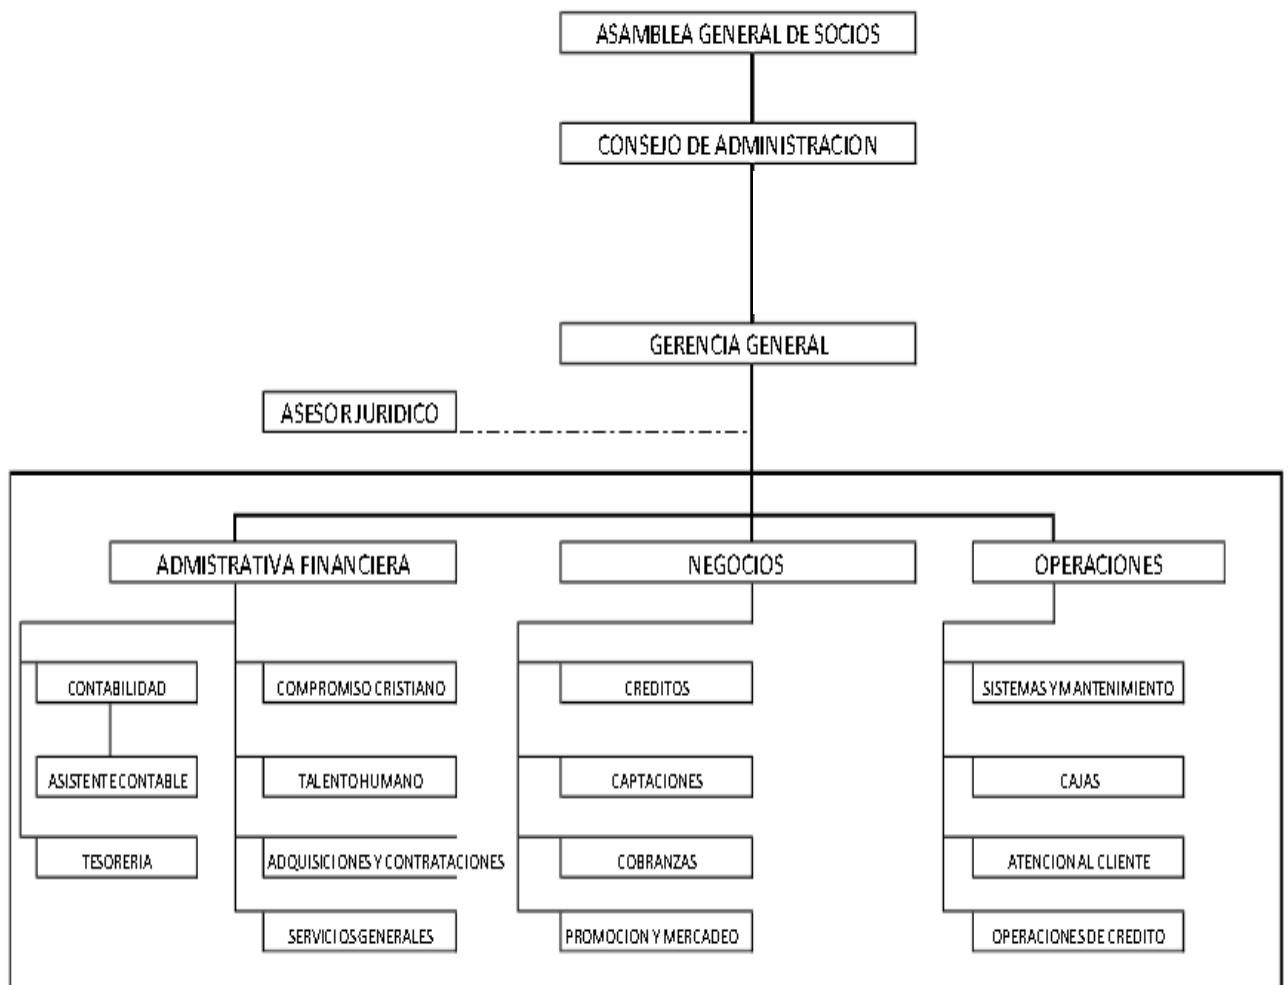 ASAMBLEA GENERAL DE SOCIOS
CONSEJO DE ADMINISTRACION
GERENCIA GENERAL
ASESOR JURIDICO
ADMISTRATIVA FINANCIERA
NEGOCIOS
OPERACIONES
CONTABILIDAD
COMPROMISO CRISTIANO
CREDITOS
SISTEMAS Y MANTENIMIENTO
ASISTENTE CONTABLE
TALENTO HUMANO
CAPTACIONES
CAJAS
TESORERIA
ADQUISICIONES Y CONTRATACIONES
COBRANZAS
ATENCION AL CLIENTE
SERVICIOS GENERALES
PROMOCION Y MERCADEO
OPERACIONES DE CREDITO